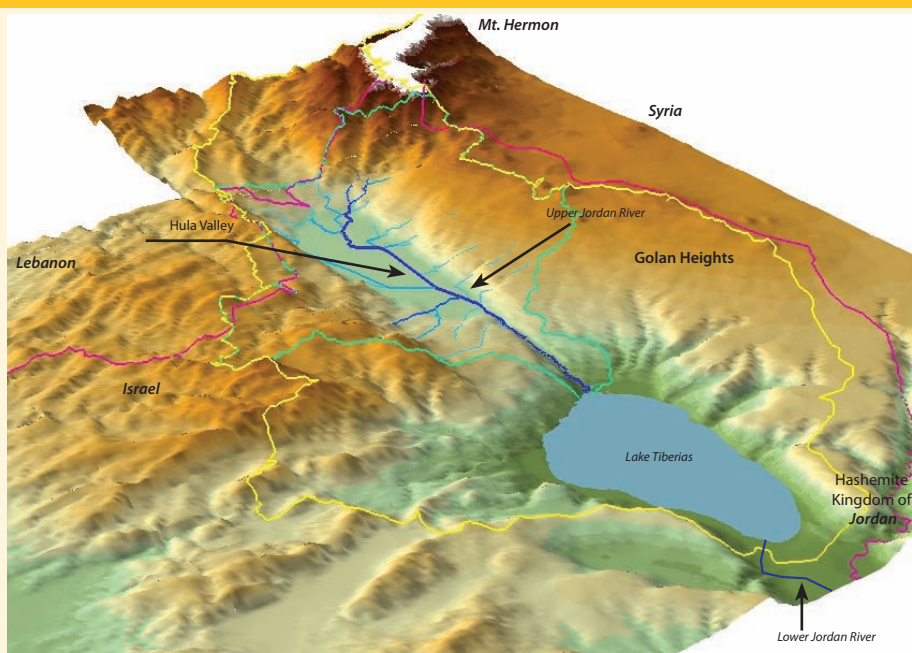 Mt. Hermon
Syria
Upper Jordan River
Hula Valley
Golan Heights
Lebanon
Israel
Lake Tiberias
Hashemite
Kingdom of
Jordan
Lower Jordan River